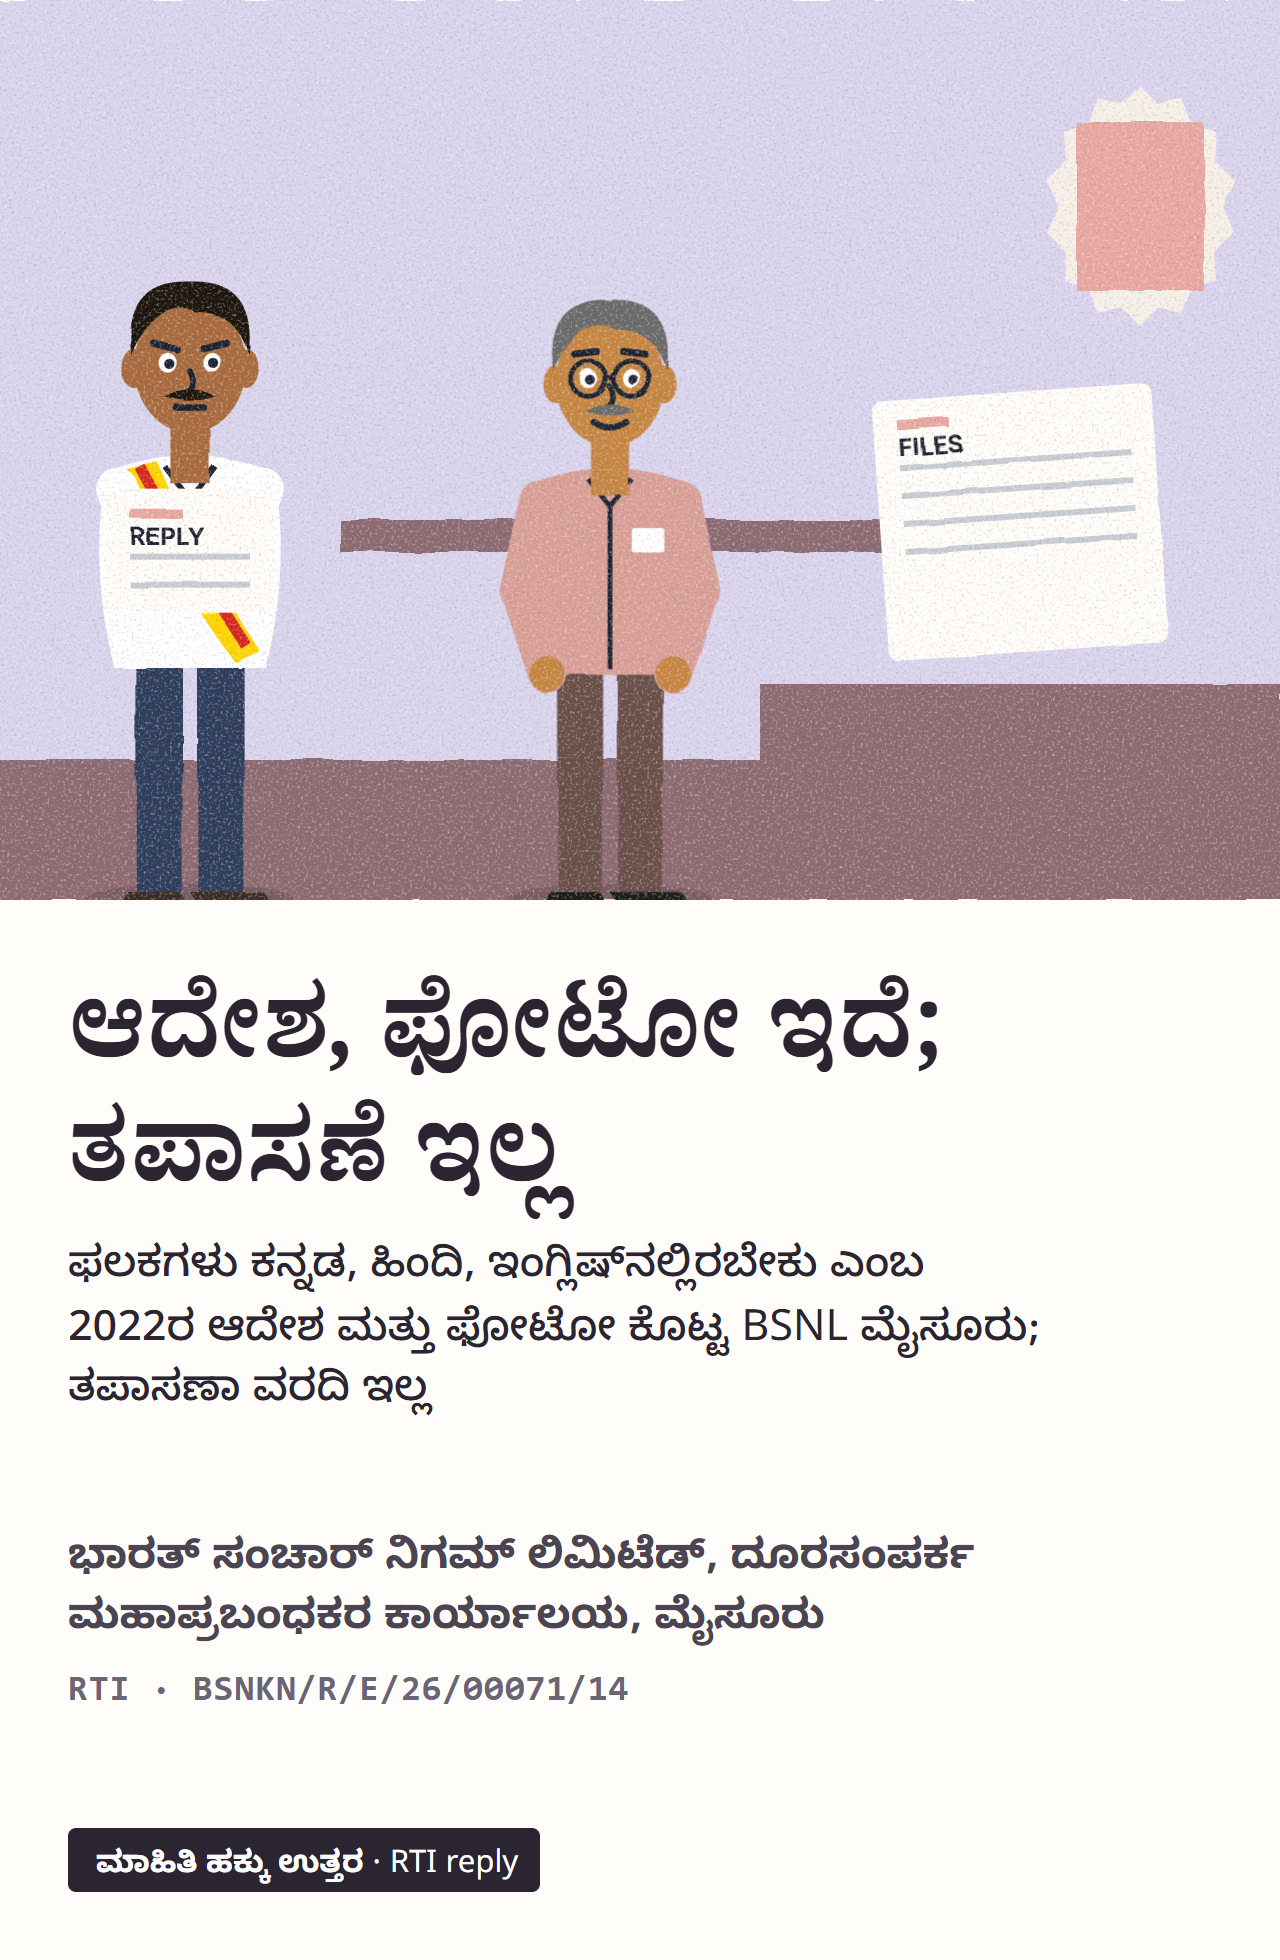 REPLY
FILES
ಆದೇಶ, ಫೋಟೋ ಇದೆ;
ತಪಾಸಣೆ ಇಲ್ಲ
ಫಲಕಗಳು ಕನ್ನಡ, ಹಿಂದಿ, ಇಂಗ್ಲಿಷ್‌ನಲ್ಲಿರಬೇಕು ಎಂಬ
2022ರ ಆದೇಶ ಮತ್ತು ಫೋಟೋ ಕೊಟ್ಟ BSNL ಮೈಸೂರು;
ತಪಾಸಣಾ ವರದಿ ಇಲ್ಲ
ಭಾರತ್ ಸಂಚಾರ್ ನಿಗಮ್ ಲಿಮಿಟೆಡ್, ದೂರಸಂಪರ್ಕ
ಮಹಾಪ್ರಬಂಧಕರ ಕಾರ್ಯಾಲಯ, ಮೈಸೂರು
RTI · BSNKN/R/E/26/00071/14
ಮಾಹಿತಿ ಹಕ್ಕು ಉತ್ತರ · RTI reply